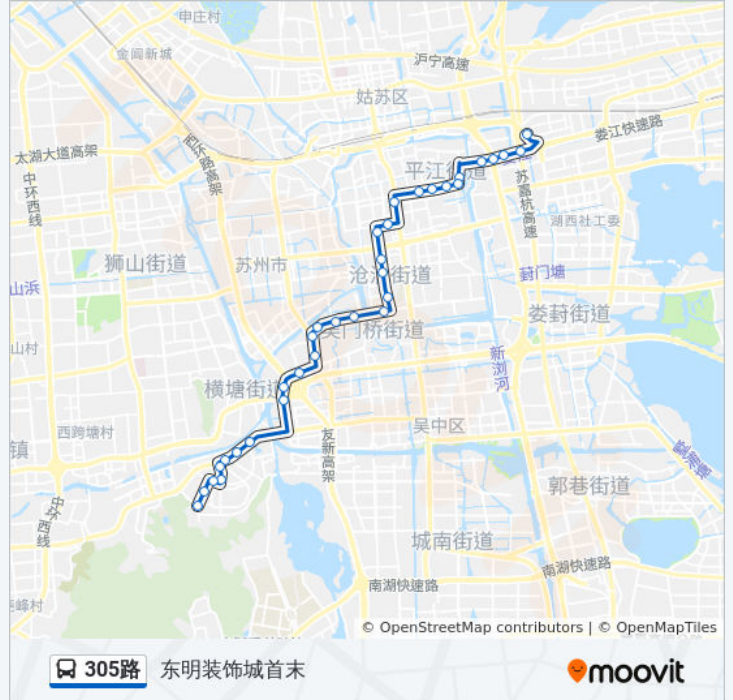 申庄村
金阊新城
沪宁高速
姑苏区
娄江快速路
太湖大道高架
西环路高架
中环西线
平江街道
苏嘉杭高速
湖西社工委
狮山街道
苏州市
沧浪街道
葑门塘
山浜
娄葑街道
吴门桥街道
山村
新浏河
横塘街道
吴中区
西跨塘村
友新高架
镇
郭巷街道
中环西线
城南街道
南湖快速路
南湖快速路
© OpenStreetMap contributors | © OpenMapTiles
305路 东明装饰城首末
moovit